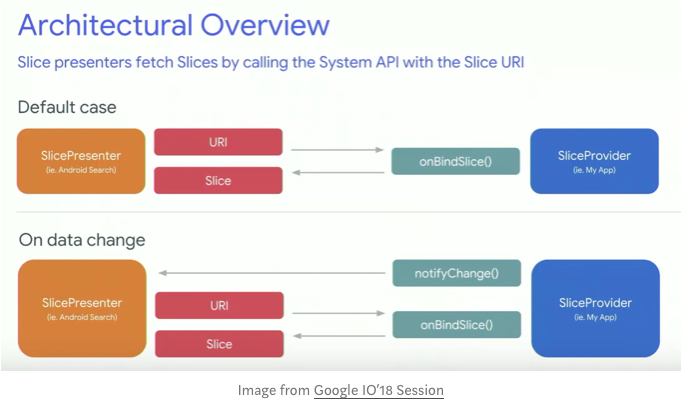 Architectural Overview
Slice presenters fetch Slices by calling the System API with the Slice URI
Default case
SlicePresenter
(ie. Android Search)
URI
Slice
onBindSlice()
SliceProvider
(ie. My App)
On data change
SlicePresenter
(ie. Android Search)
URI
Slice
notifyChange()
onBindSlice()
SliceProvider
(ie. My App)
Image from Google IO’18 Session